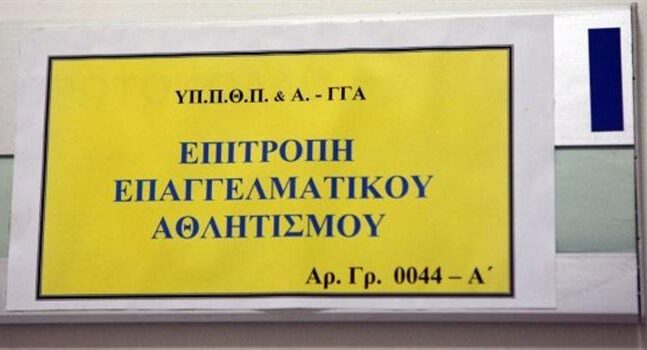 ΥΠ.Π.Θ.Π. & Α. - ΓΓΑ
ΕΠΙΤΡΟΠΗ
ΕΠΑΓΓΕΛΜΑΤΙΚΟΥ
ΑΘΛΗΤΙΣΜΟΥ
Αρ. Γρ. 0044 – Α΄